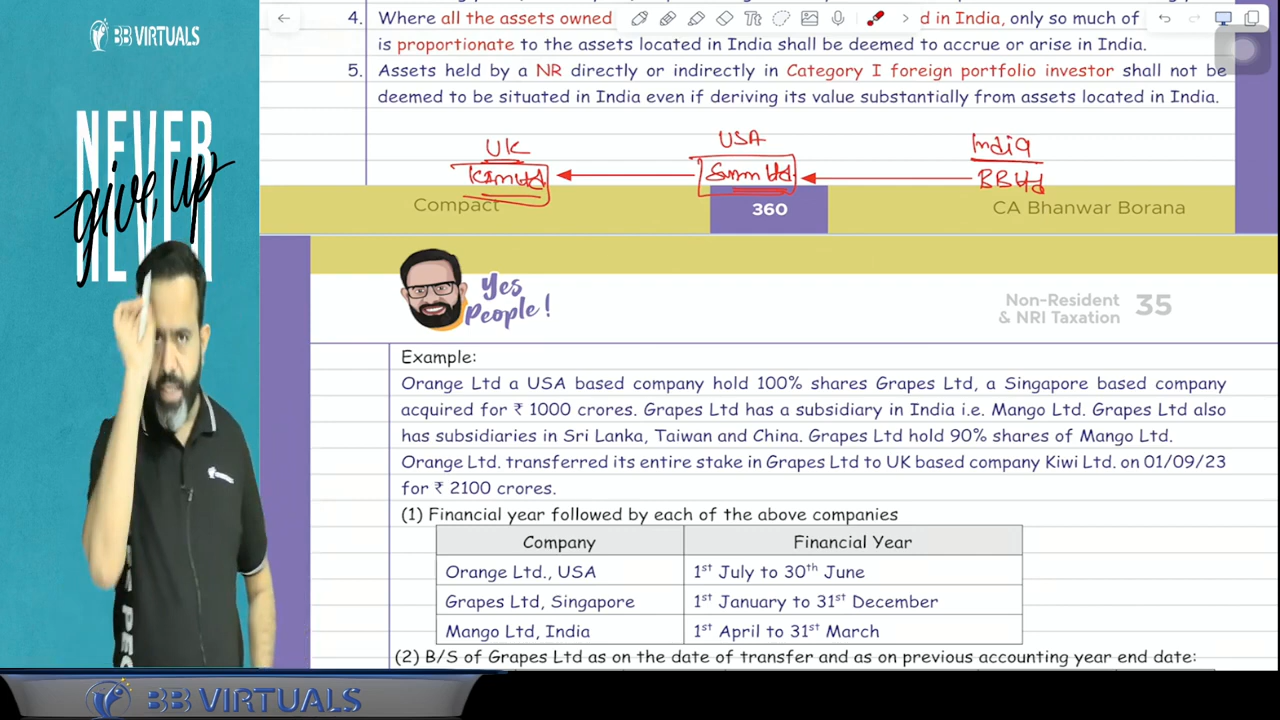 BB VIRTUALS
NEVER
give up
NEVER
4. Where all the assets owned d in India, only so much of
is proportionate to the assets located in India shall be deemed to accrue or arise in India.
5. Assets held by a NR directly or indirectly in Category I foreign portfolio investor shall not be
deemed to be situated in India even if deriving its value substantially from assets located in India.
UK USA India
Ltd BB Ltd
Compact 360 CA Bhanwar Borana
Yes
People!
Non-Resident
& NRI Taxation 35
Example:
Orange Ltd a USA based company hold 100% shares Grapes Ltd, a Singapore based company
acquired for ₹ 1000 crores. Grapes Ltd has a subsidiary in India i.e. Mango Ltd. Grapes Ltd also
has subsidiaries in Sri Lanka, Taiwan and China. Grapes Ltd hold 90% shares of Mango Ltd.
Orange Ltd. transferred its entire stake in Grapes Ltd to UK based company Kiwi Ltd. on 01/09/23
for ₹ 2100 crores.
(1) Financial year followed by each of the above companies
Company Financial Year
Orange Ltd., USA 1st July to 30th June
Grapes Ltd, Singapore 1st January to 31st December
Mango Ltd, India 1st April to 31st March
(2) B/S of Grapes Ltd as on the date of transfer and as on previous accounting year end date:
BB VIRTUALS